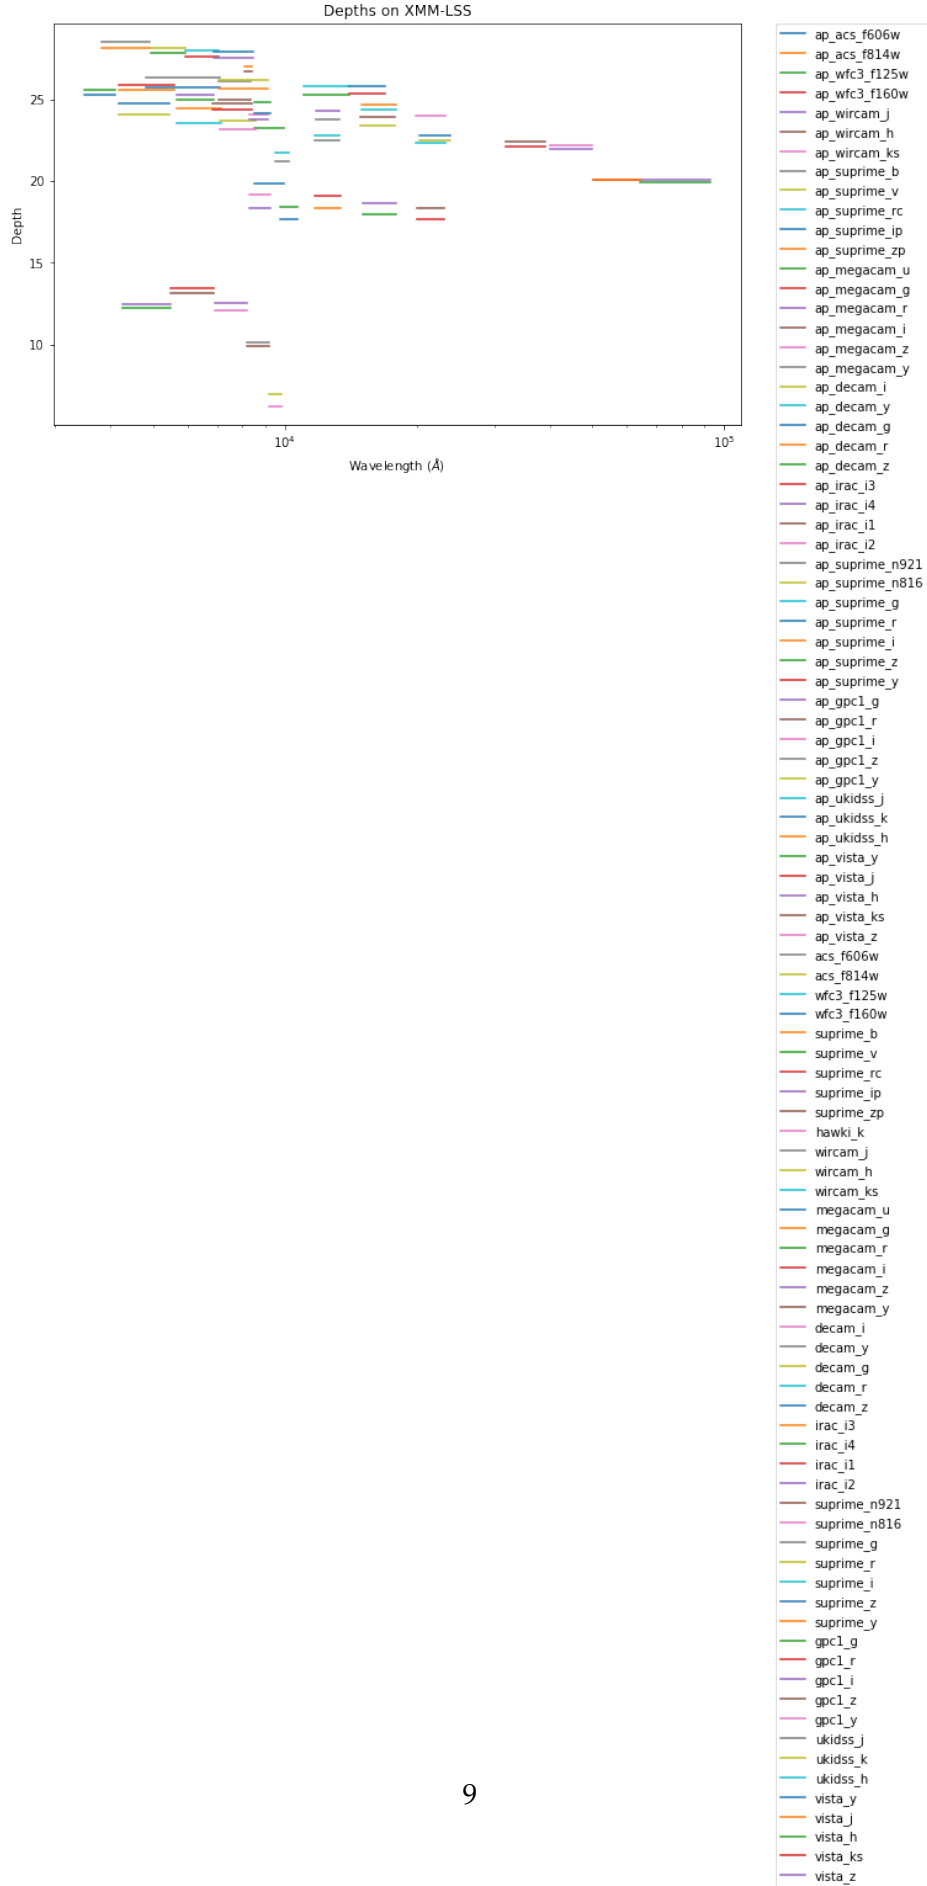 Depths on XMM-LSS
25
20
15
10
Depth
10⁴
10⁵
Wavelength (Å)
ap_acs_f606w
ap_acs_f814w
ap_wfc3_f125w
ap_wfc3_f160w
ap_wircam_j
ap_wircam_h
ap_wircam_ks
ap_suprime_b
ap_suprime_v
ap_suprime_rc
ap_suprime_ip
ap_suprime_zp
ap_megacam_u
ap_megacam_g
ap_megacam_r
ap_megacam_i
ap_megacam_z
ap_megacam_y
ap_decam_i
ap_decam_y
ap_decam_g
ap_decam_r
ap_decam_z
ap_irac_i3
ap_irac_i4
ap_irac_i1
ap_irac_i2
ap_suprime_n921
ap_suprime_n816
ap_suprime_g
ap_suprime_r
ap_suprime_i
ap_suprime_z
ap_suprime_y
ap_gpc1_g
ap_gpc1_r
ap_gpc1_i
ap_gpc1_z
ap_gpc1_y
ap_ukidss_j
ap_ukidss_k
ap_ukidss_h
ap_vista_y
ap_vista_j
ap_vista_h
ap_vista_ks
ap_vista_z
acs_f606w
acs_f814w
wfc3_f125w
wfc3_f160w
suprime_b
suprime_v
suprime_rc
suprime_ip
suprime_zp
hawki_k
wircam_j
wircam_h
wircam_ks
megacam_u
megacam_g
megacam_r
megacam_i
megacam_z
megacam_y
decam_i
decam_y
decam_g
decam_r
decam_z
irac_i3
irac_i4
irac_i1
irac_i2
suprime_n921
suprime_n816
suprime_g
suprime_r
suprime_i
suprime_z
suprime_y
gpc1_g
gpc1_r
gpc1_i
gpc1_z
gpc1_y
ukidss_j
ukidss_k
ukidss_h
vista_y
vista_j
vista_h
vista_ks
vista_z
9